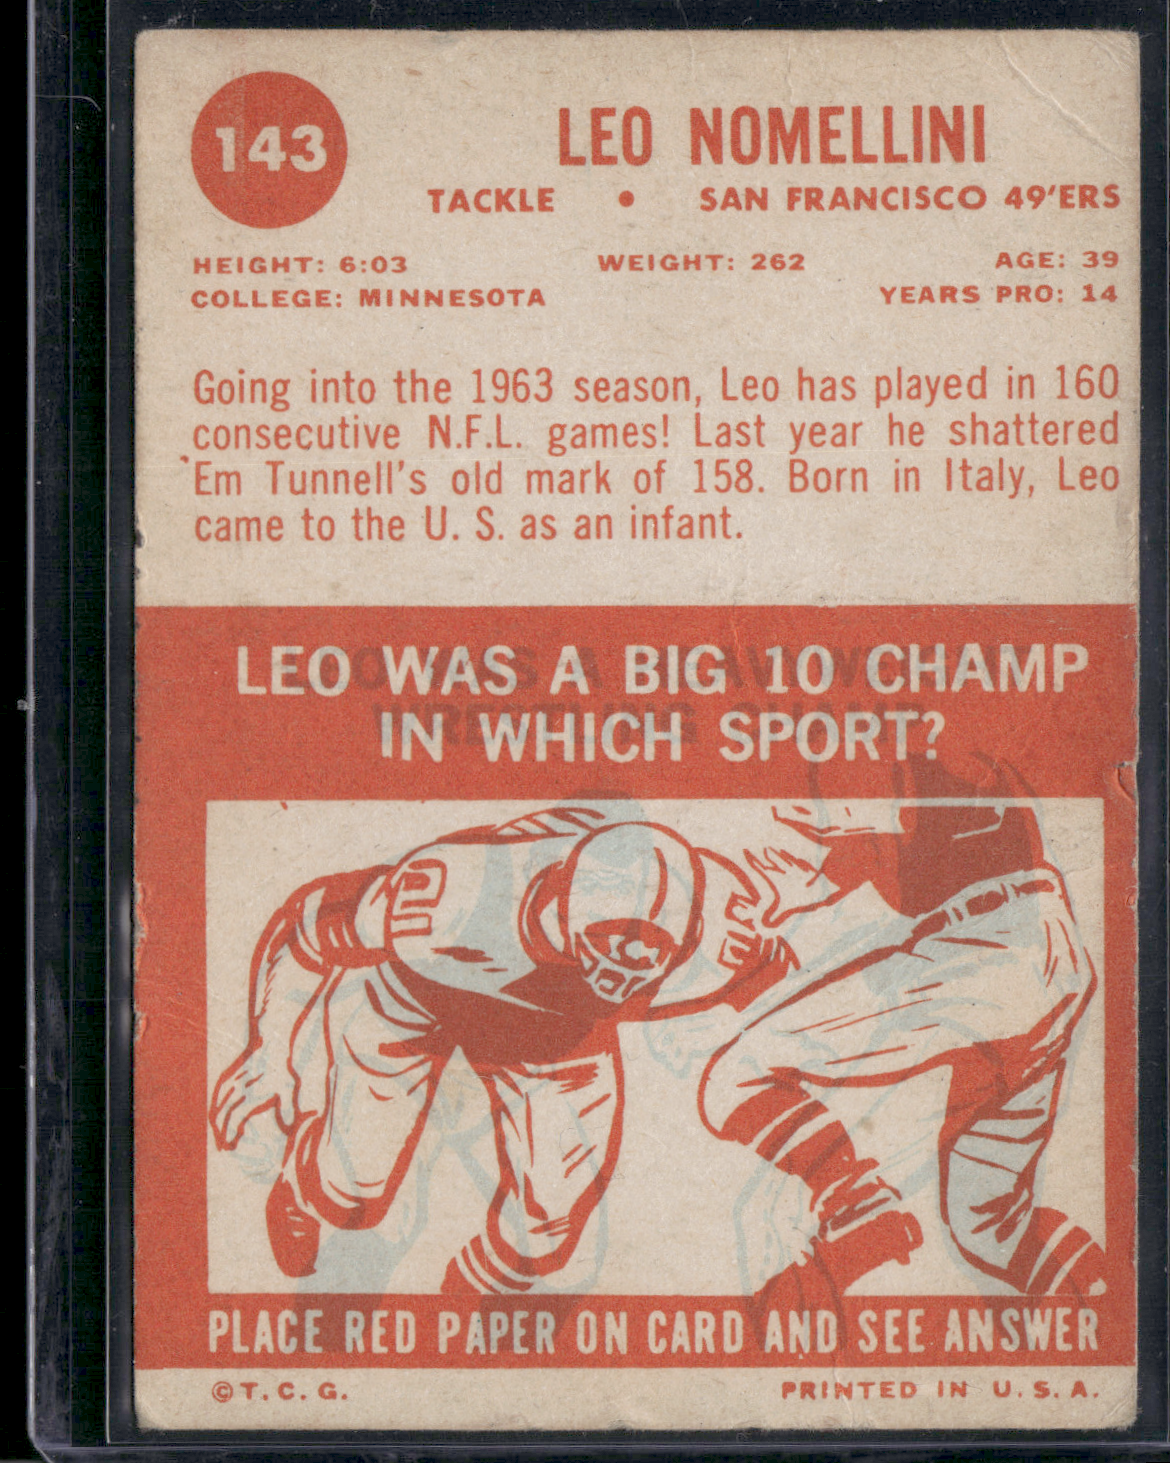 143
LEO NOMELLINI
TACKLE • SAN FRANCISCO 49'ERS
HEIGHT: 6:03 WEIGHT: 262 AGE: 39
COLLEGE: MINNESOTA YEARS PRO: 14
Going into the 1963 season, Leo has played in 160
consecutive N.F.L. games! Last year he shattered
Em Tunnell's old mark of 158. Born in Italy, Leo
came to the U. S. as an infant.
LEO WAS A BIG 10 CHAMP
IN WHICH SPORT?
PLACE RED PAPER ON CARD AND SEE ANSWER
©T. C. G. PRINTED IN U. S. A.